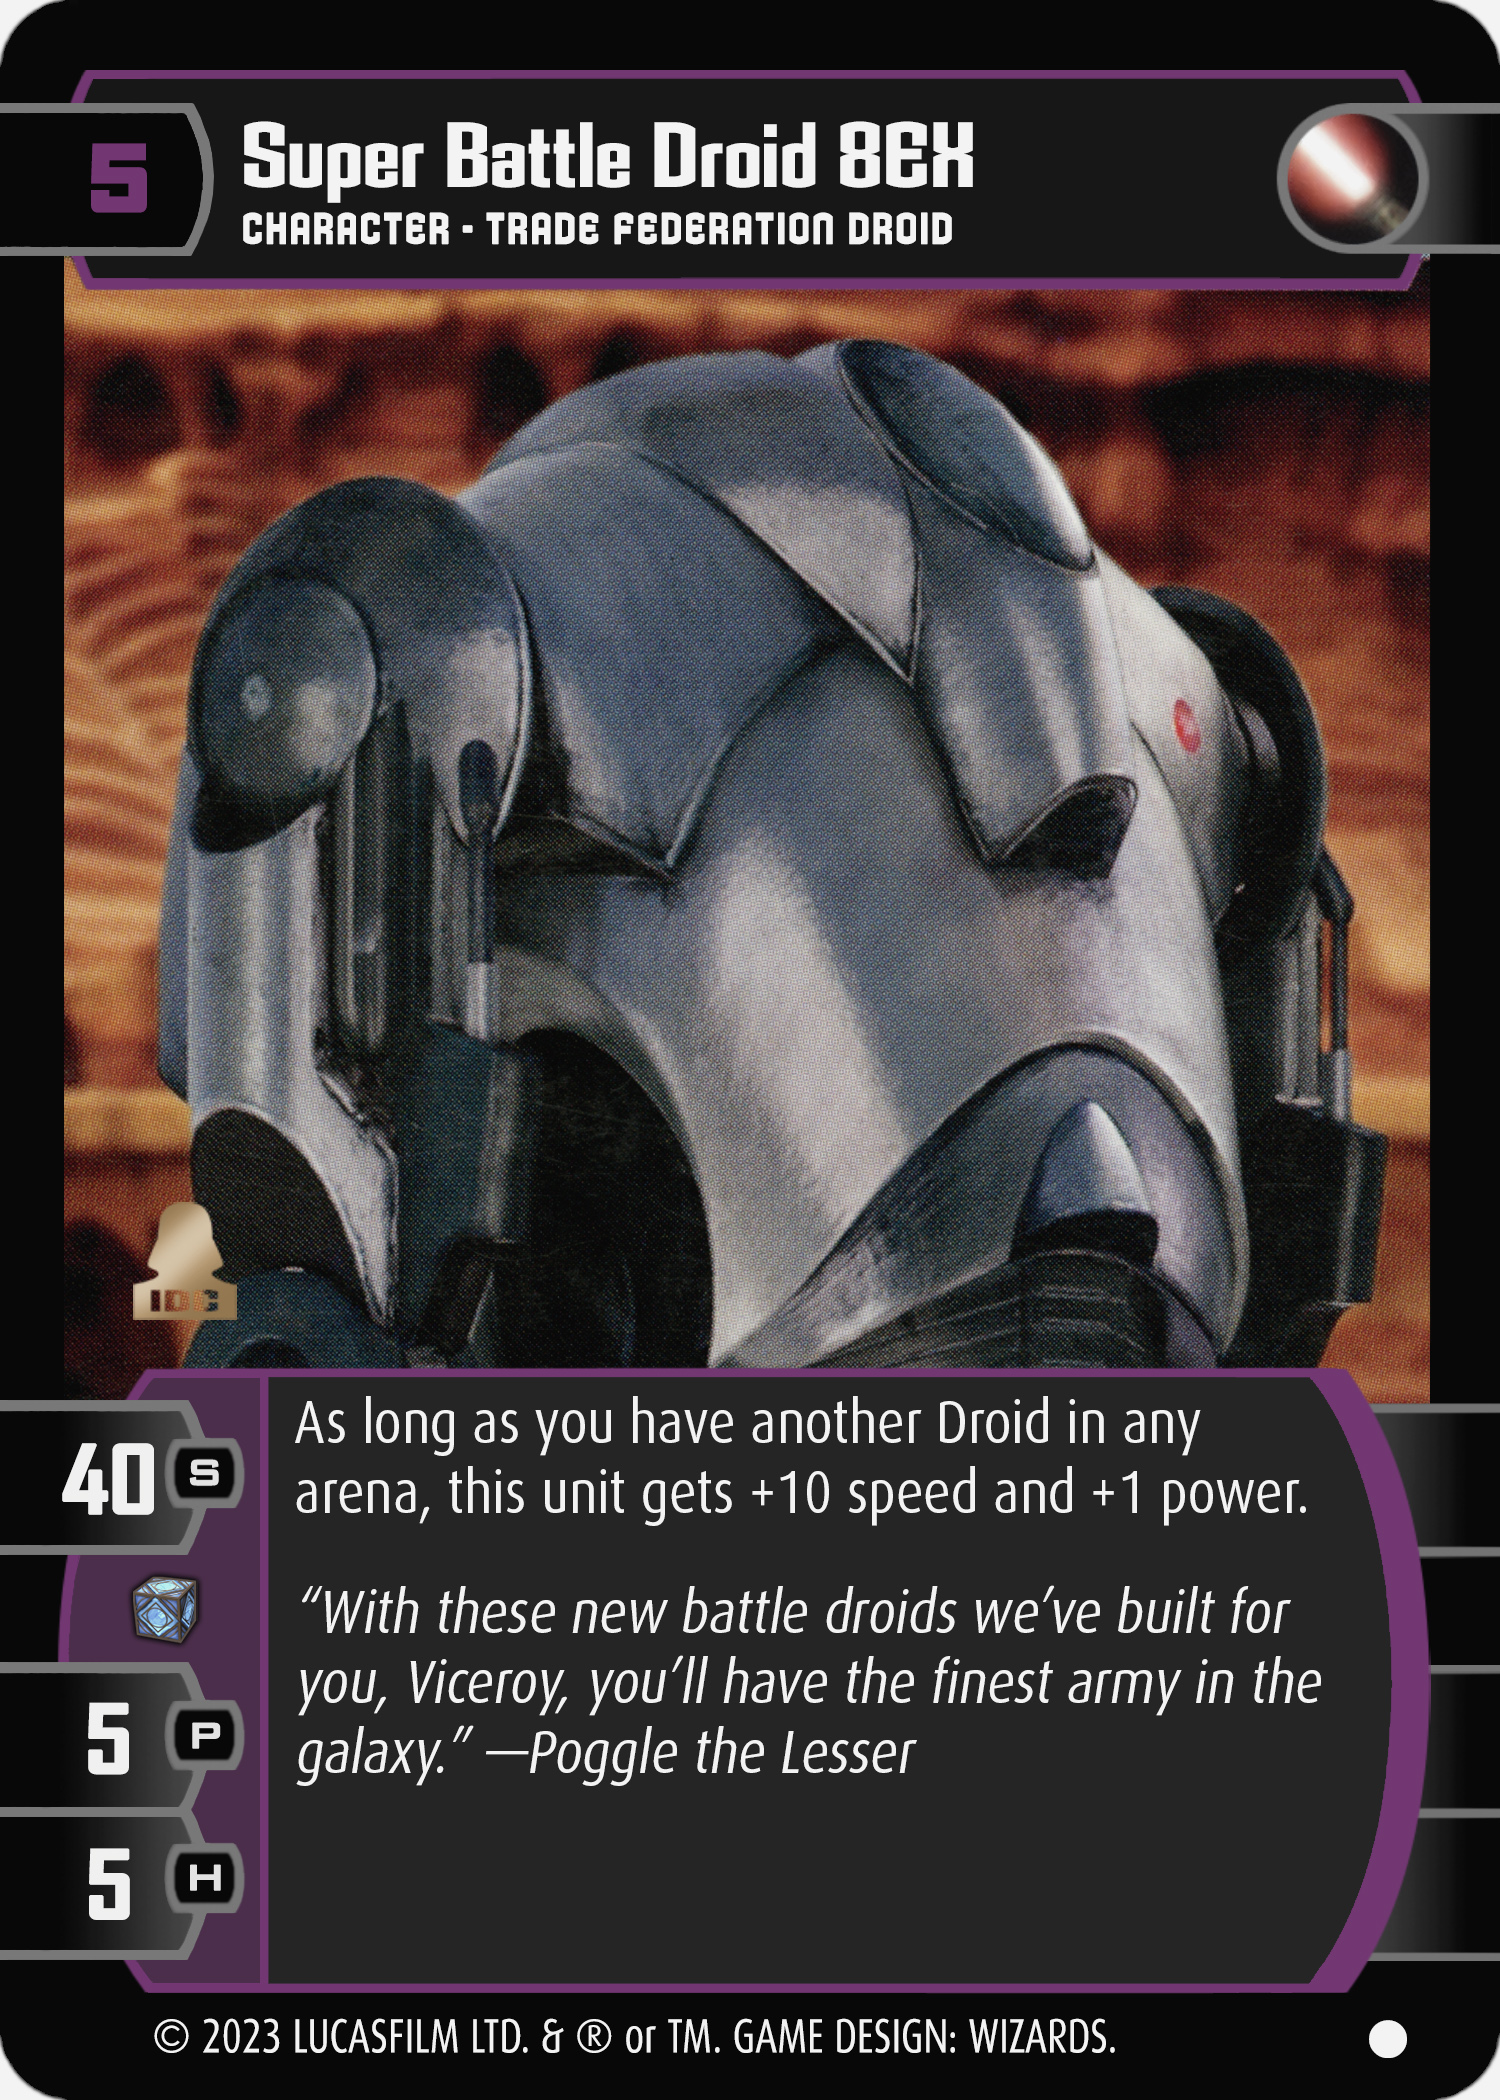 5
Super Battle Droid 8EX
CHARACTER - TRADE FEDERATION DROID
IDC
40 S
5 P
5 H
As long as you have another Droid in any
arena, this unit gets +10 speed and +1 power.
“With these new battle droids we’ve built for
you, Viceroy, you’ll have the finest army in the
galaxy.” —Poggle the Lesser
© 2023 LUCASFILM LTD. & ® or TM. GAME DESIGN: WIZARDS.